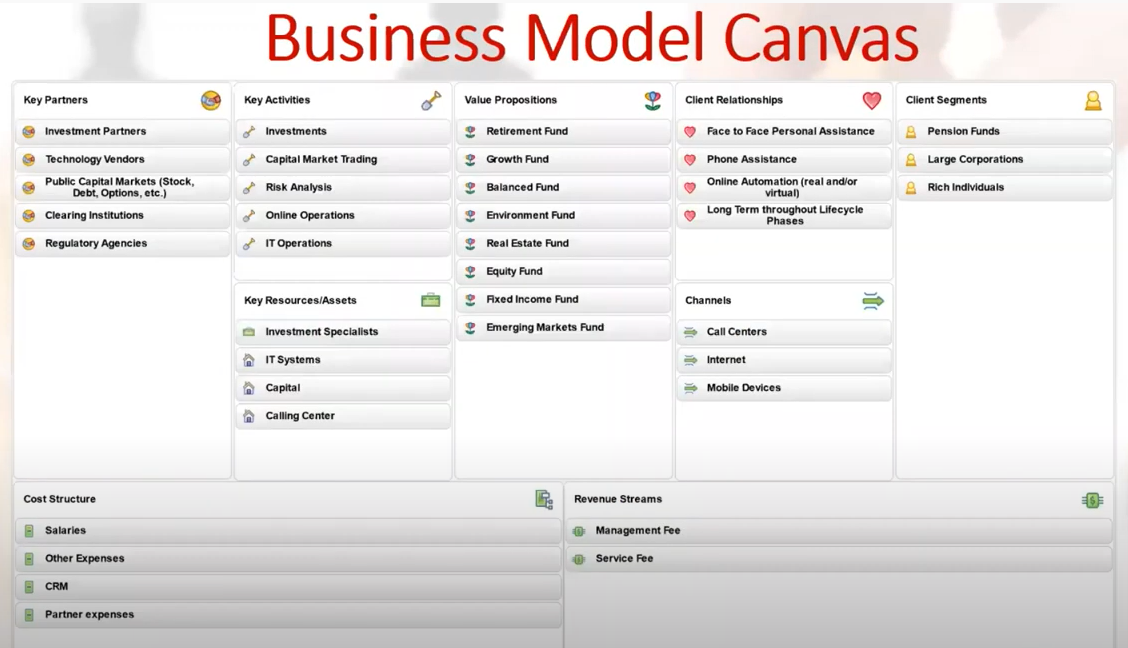 Business Model Canvas
Key Partners
Investment Partners
Technology Vendors
Public Capital Markets (Stock,
Debt, Options, etc.)
Clearing Institutions
Regulatory Agencies
Key Activities
Investments
Capital Market Trading
Risk Analysis
Online Operations
IT Operations
Key Resources/Assets
Investment Specialists
IT Systems
Capital
Calling Center
Value Propositions
Retirement Fund
Growth Fund
Balanced Fund
Environment Fund
Real Estate Fund
Equity Fund
Fixed Income Fund
Emerging Markets Fund
Client Relationships
Face to Face Personal Assistance
Phone Assistance
Online Automation (real and/or
virtual)
Long Term throughout Lifecycle
Phases
Channels
Call Centers
Internet
Mobile Devices
Client Segments
Pension Funds
Large Corporations
Rich Individuals
Cost Structure
Salaries
Other Expenses
CRM
Partner expenses
Revenue Streams
Management Fee
Service Fee